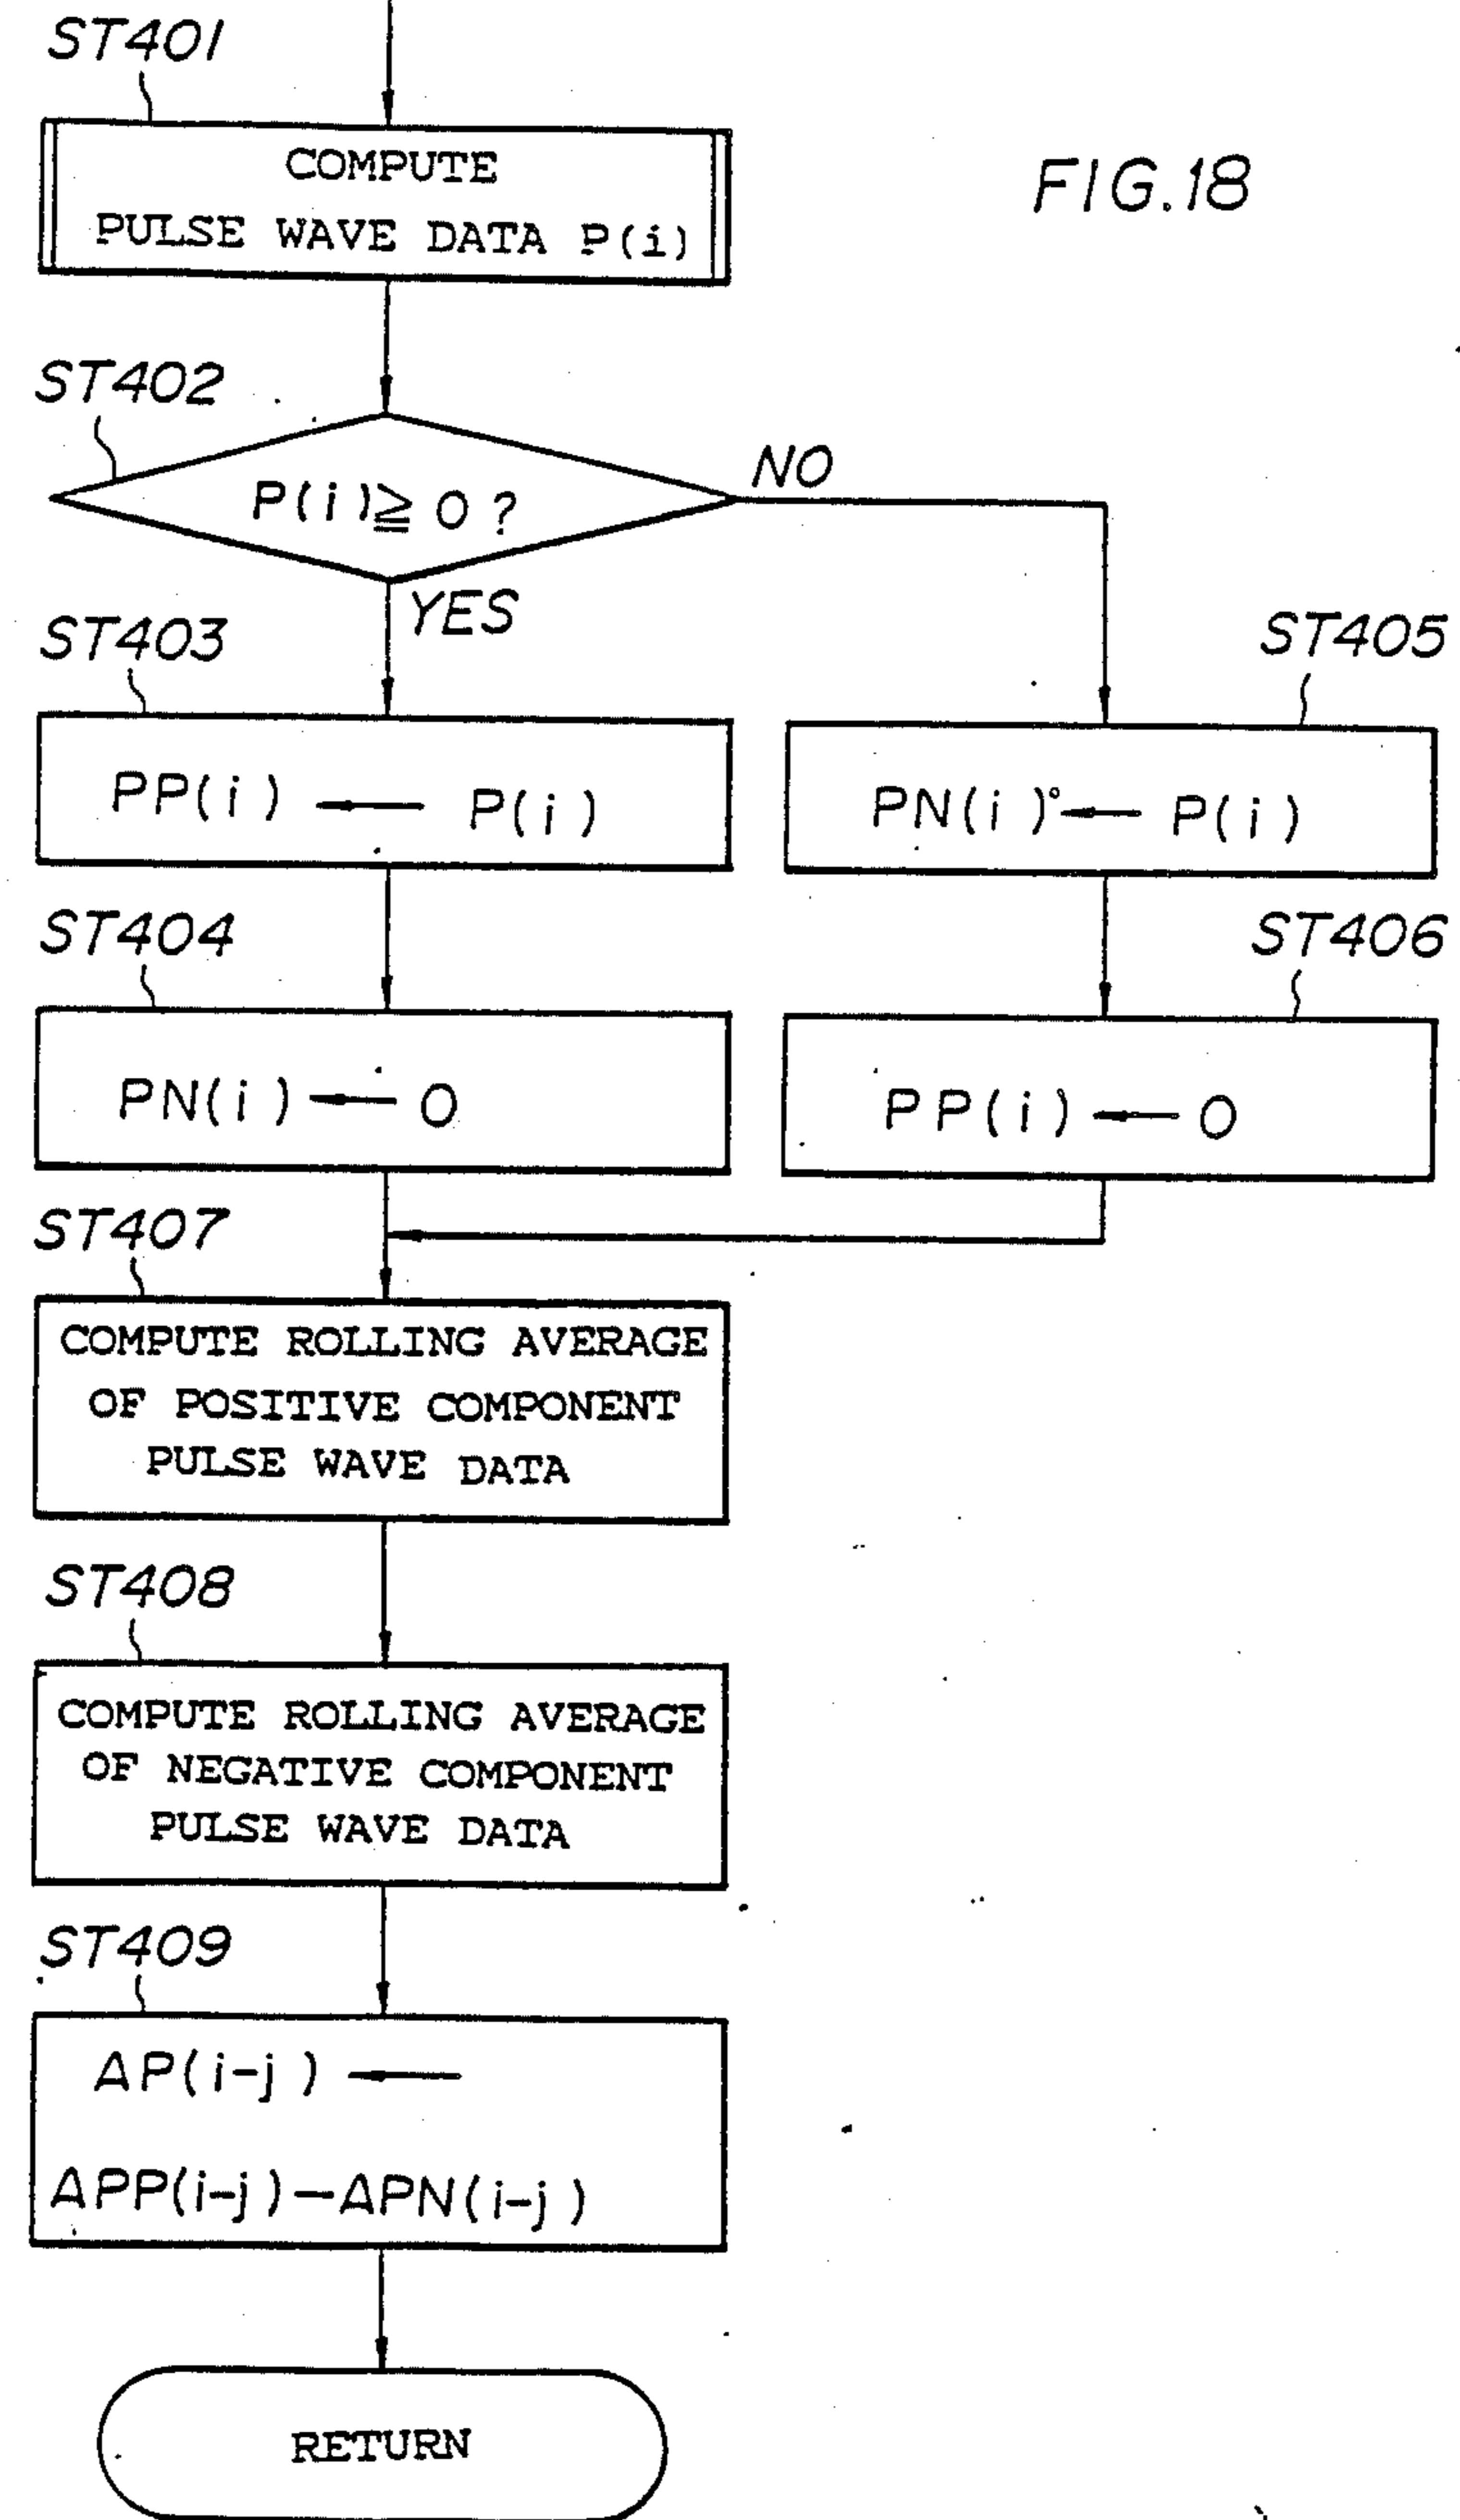 ST401
COMPUTE
PULSE WAVE DATA P(i)
FIG.18
ST402
P(i)≧0?
NO
YES
ST403
PP(i) ← P(i)
ST405
PN(i) ← P(i)
ST404
PN(i) ← 0
ST406
PP(i) ← 0
ST407
COMPUTE ROLLING AVERAGE
OF POSITIVE COMPONENT
PULSE WAVE DATA
ST408
COMPUTE ROLLING AVERAGE
OF NEGATIVE COMPONENT
PULSE WAVE DATA
ST409
AP(i-j) ←
APP(i-j)-APN(i-j)
RETURN